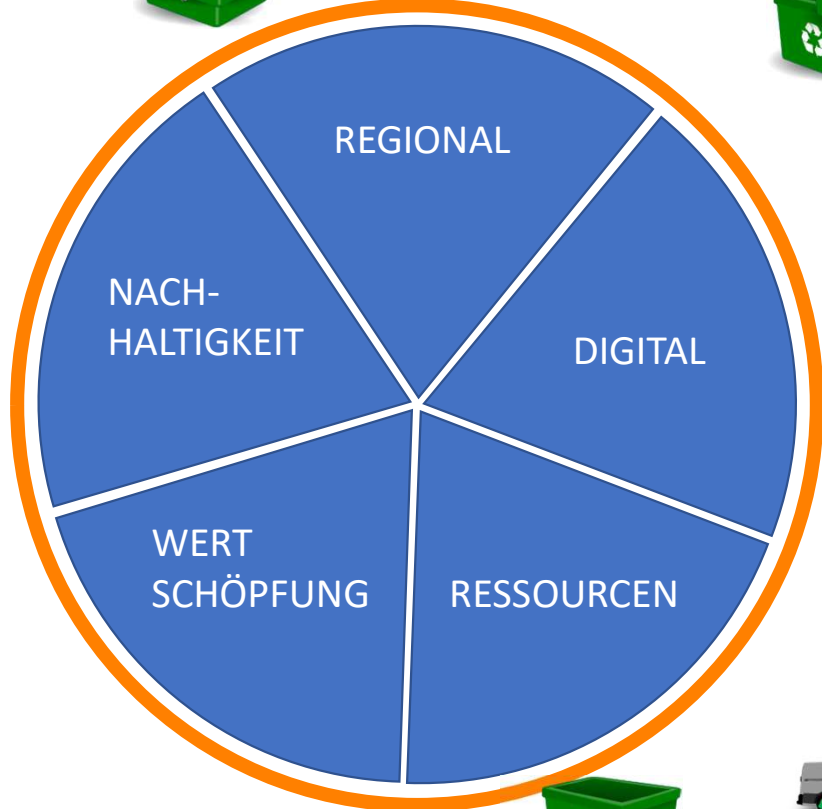 REGIONAL
NACH-
HALTIGKEIT
DIGITAL
WERT
SCHÖPFUNG
RESSOURCEN